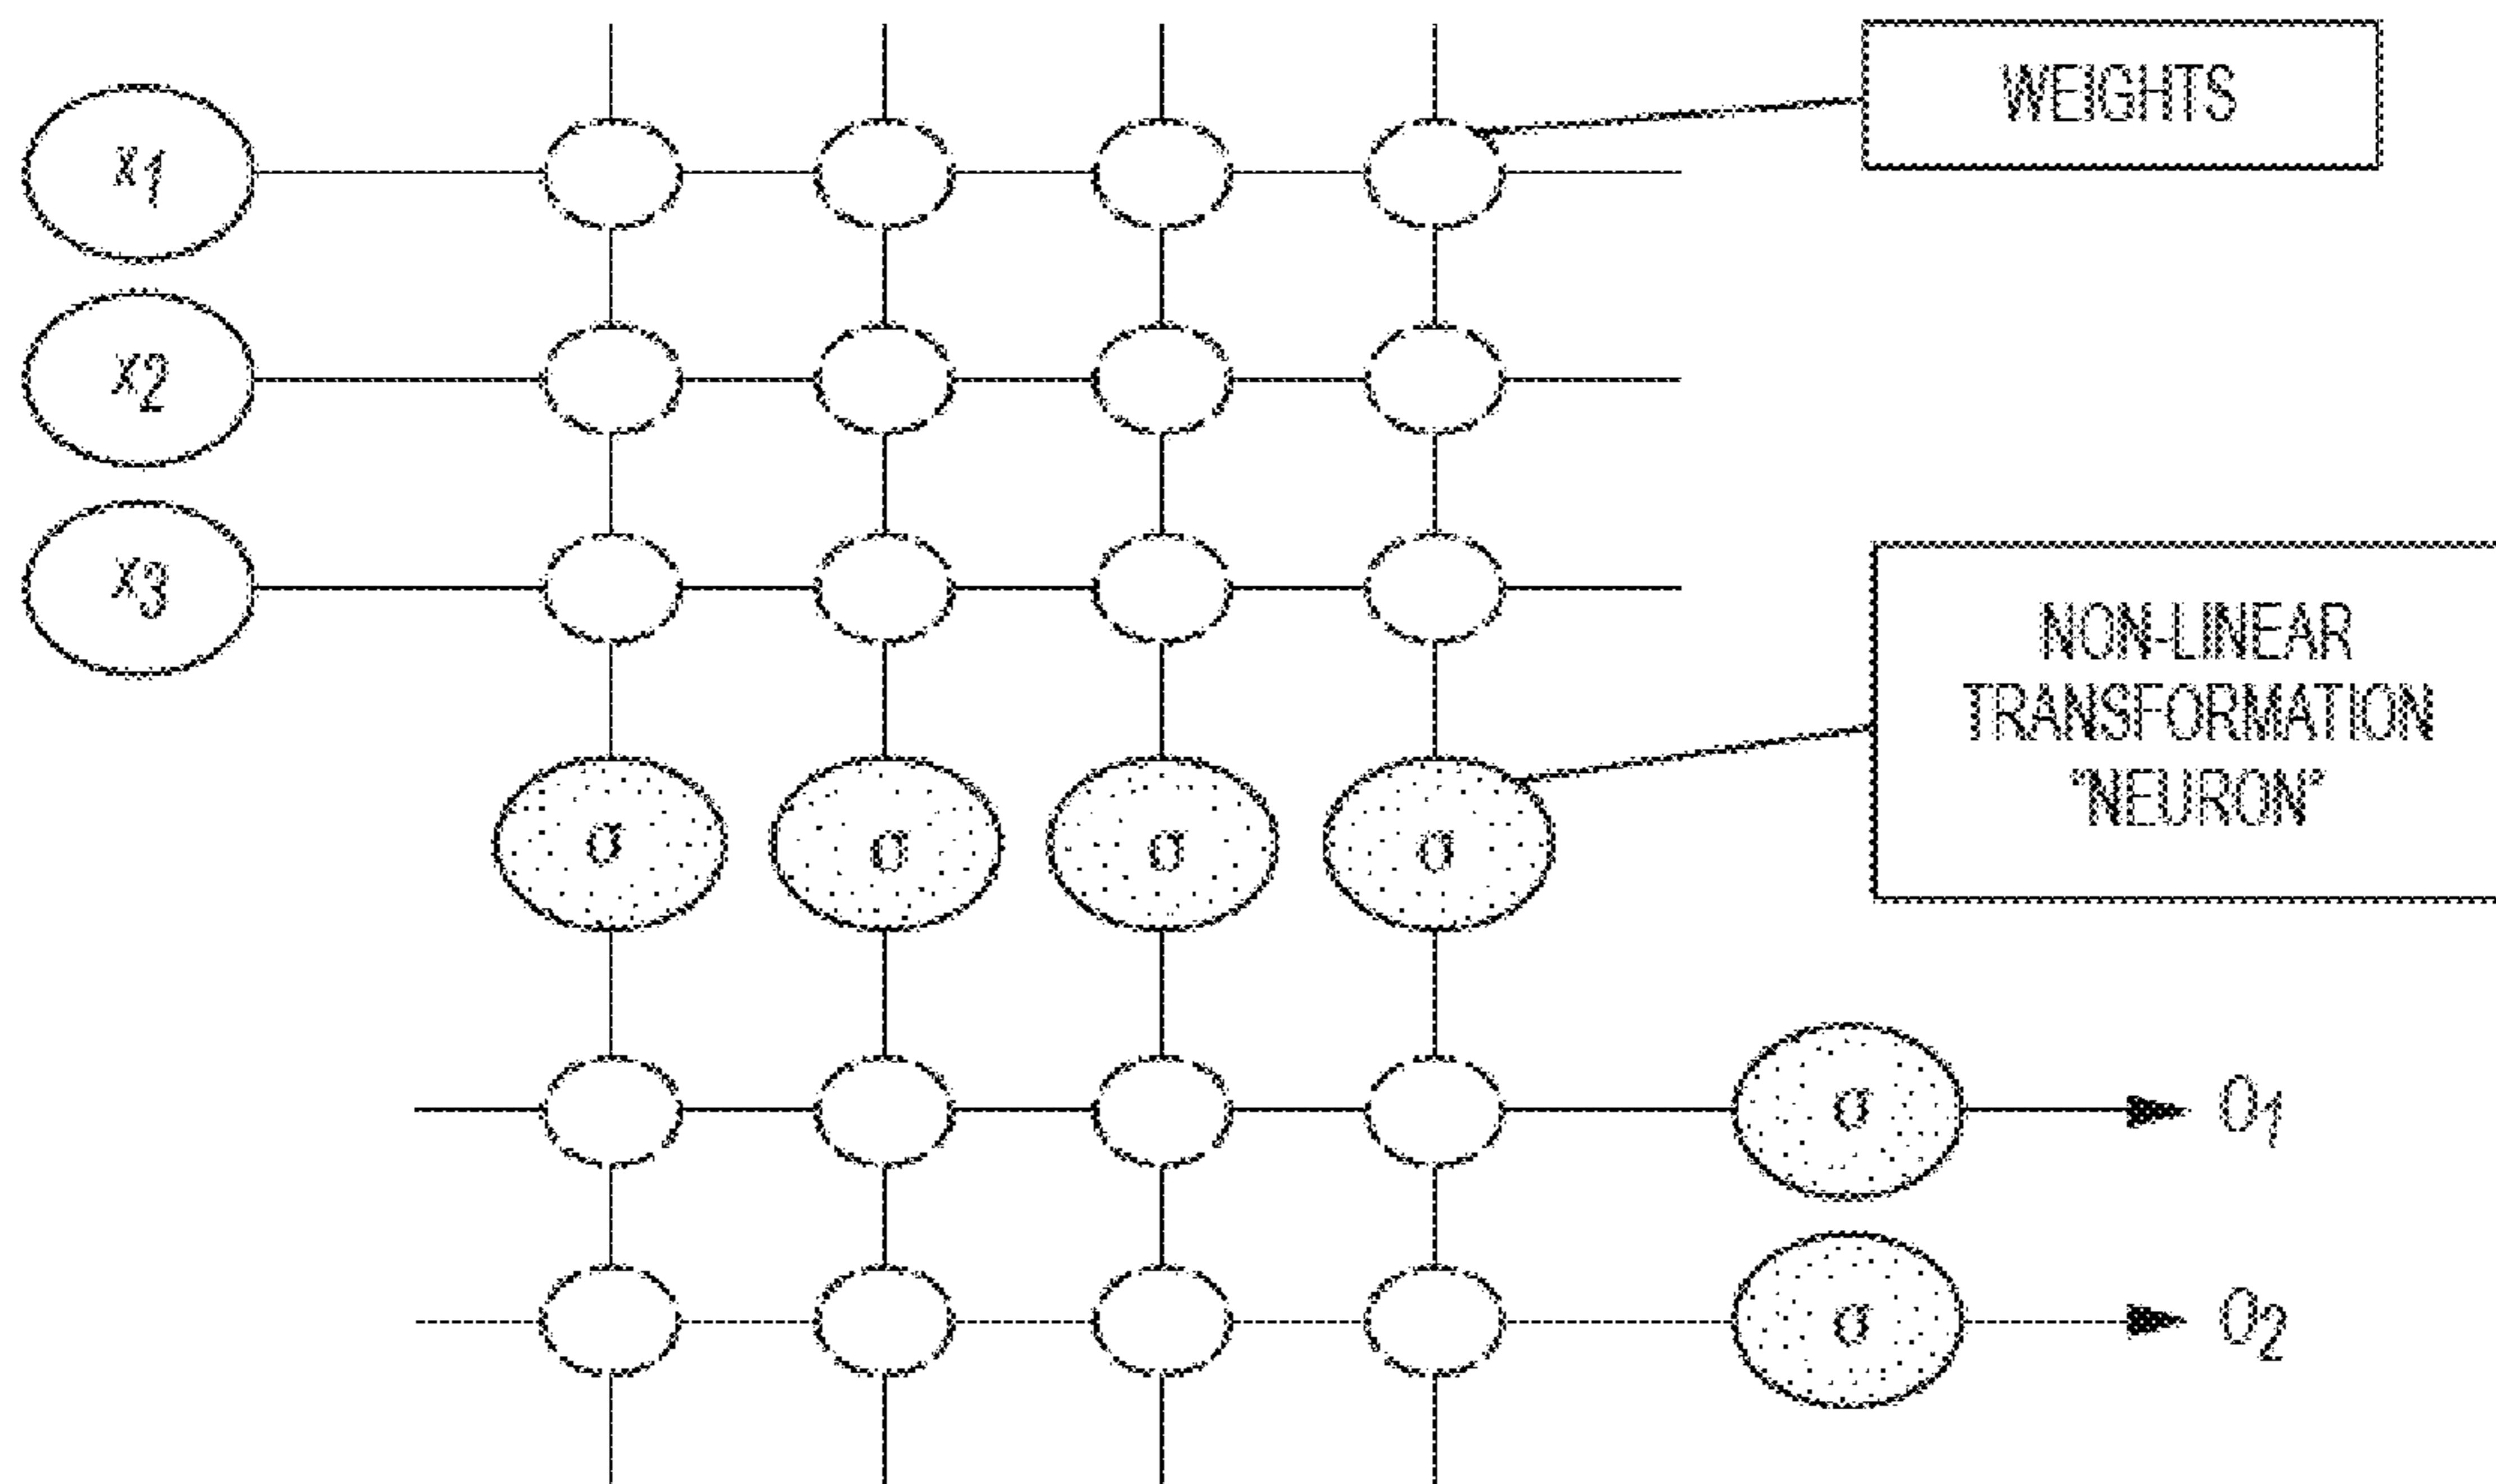 WEIGHTS
x1
x2
x3
NON-LINEAR
TRANSFORMATION
"NEURON"
σ σ σ σ
σ O1
σ O2